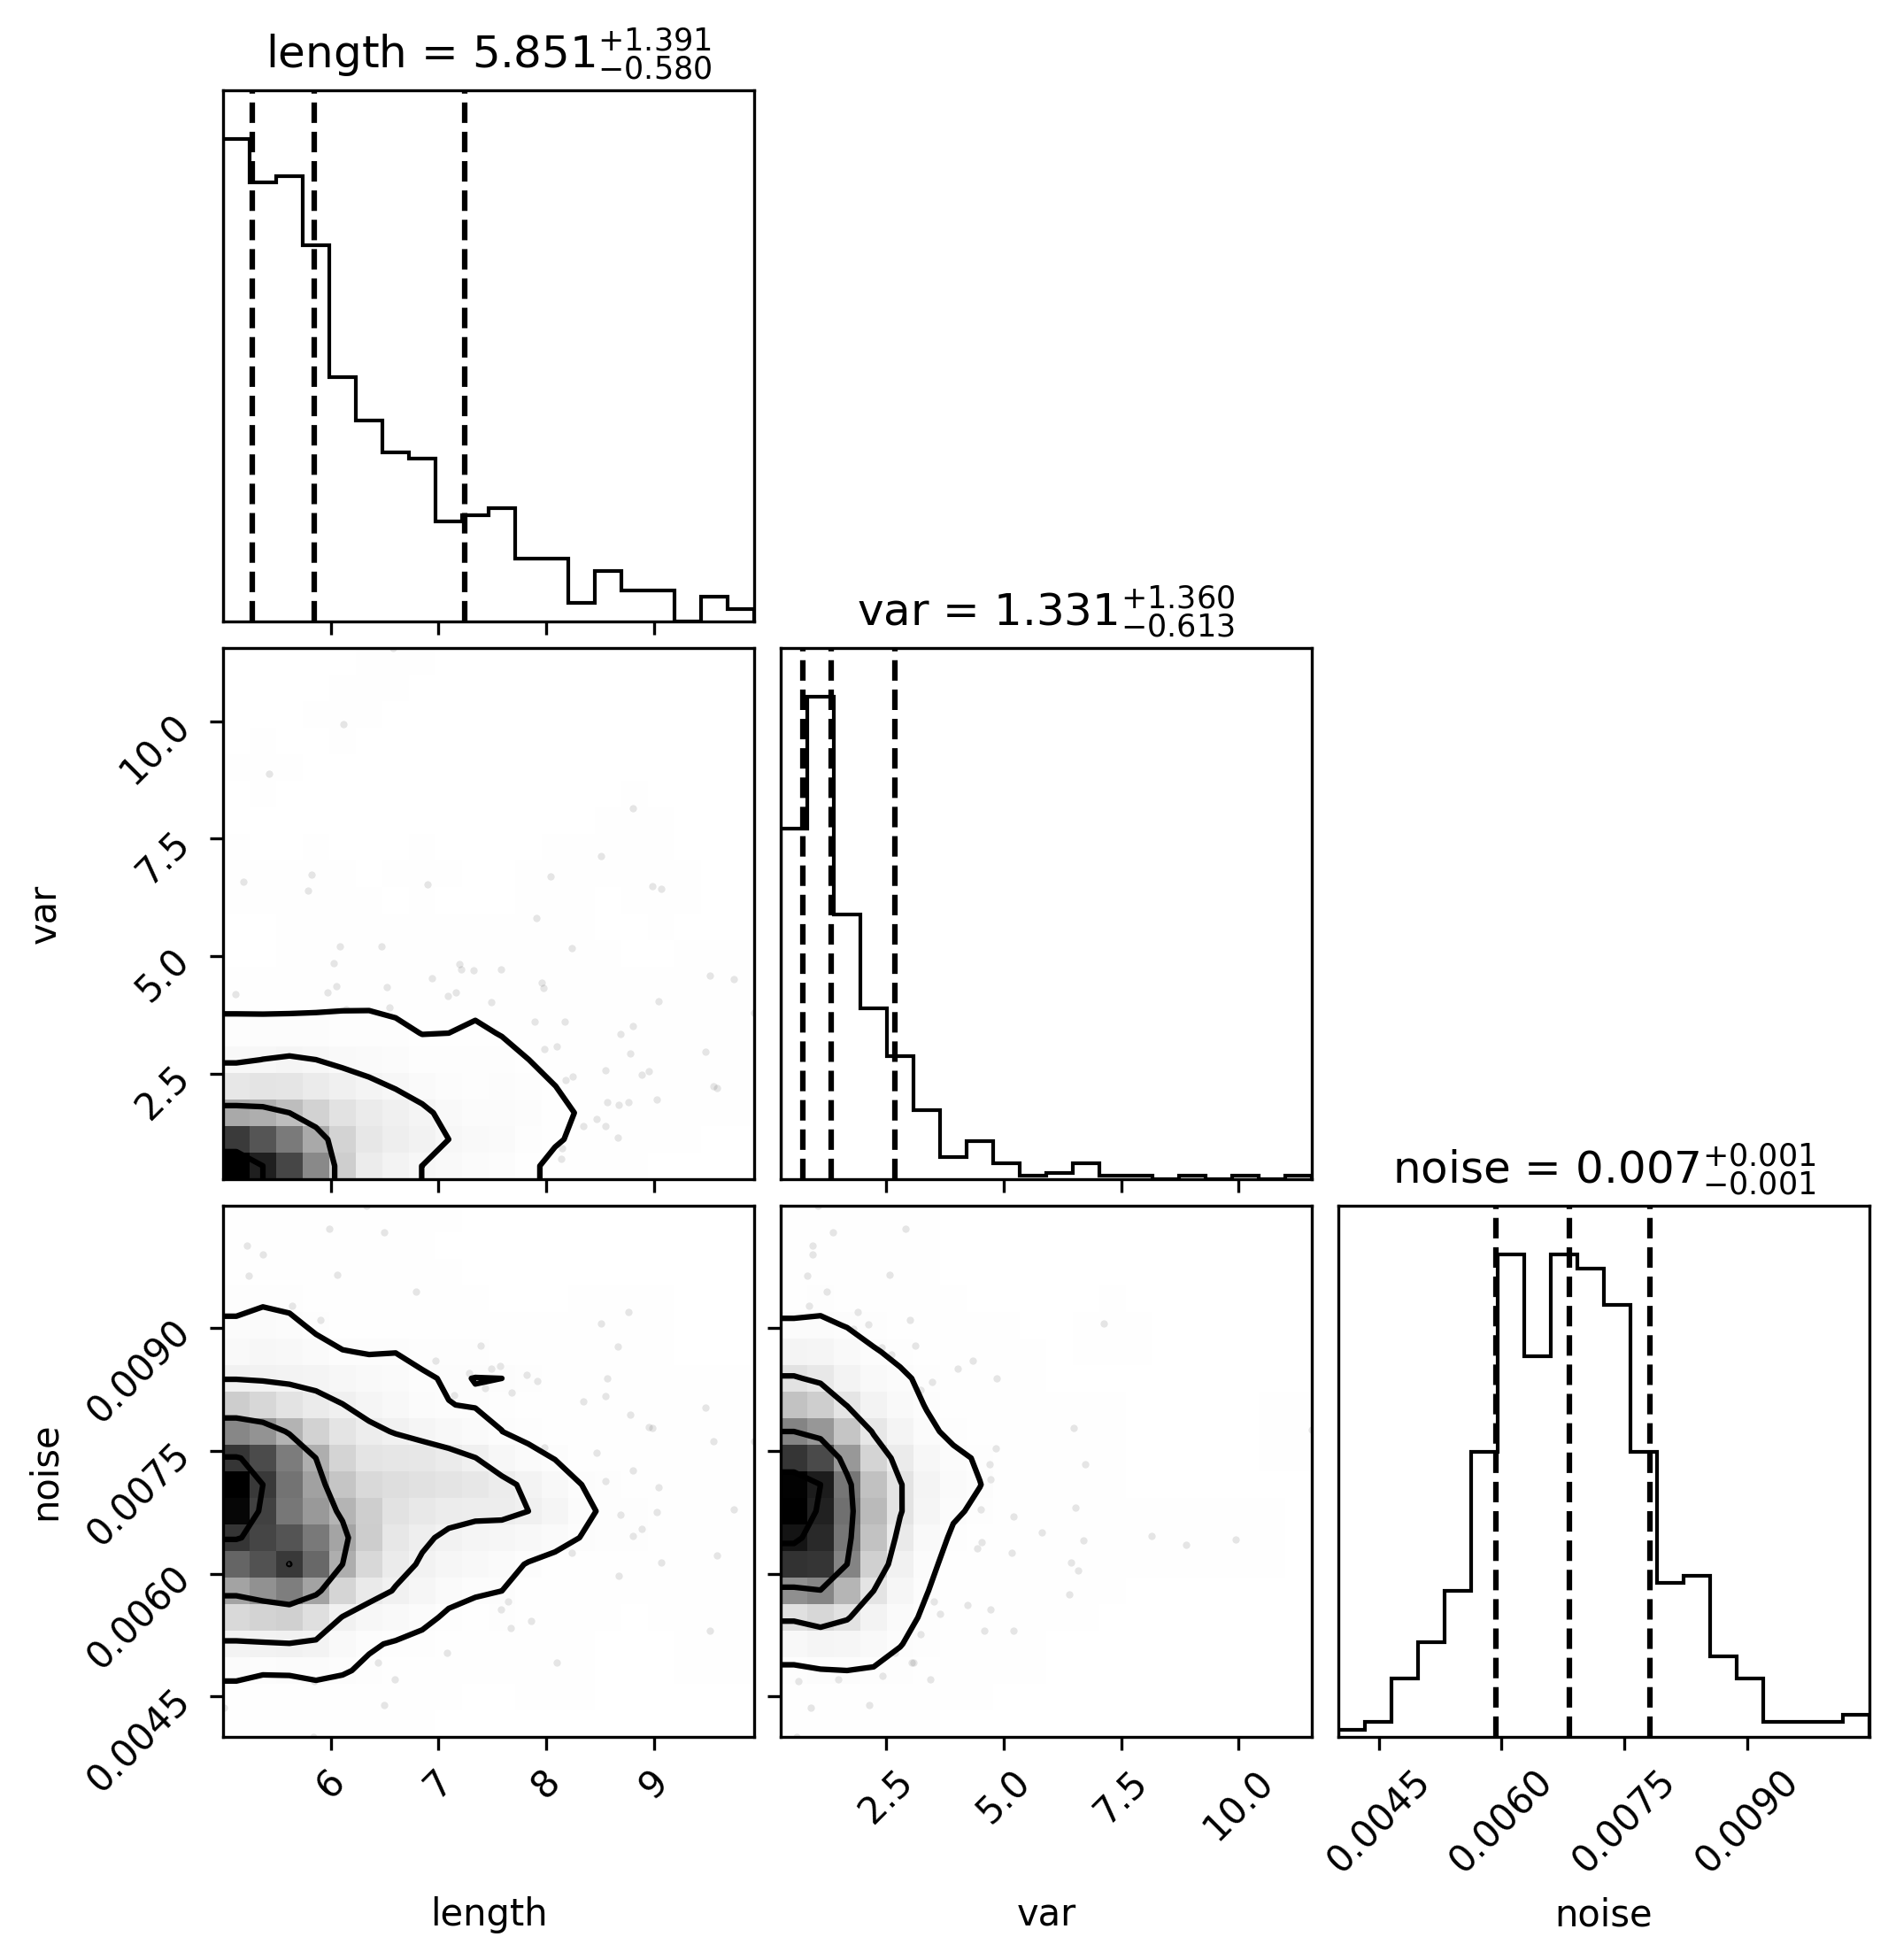 length = 5.851 +1.391 −0.580
var = 1.331 +1.360 −0.613
10.0
7.5
5.0
2.5
var
noise = 0.007 +0.001 −0.001
0.0090
0.0075
0.0060
0.0045
noise
6 7 8 9
2.5 5.0 7.5 10.0
0.0045 0.0060 0.0075 0.0090
length
var
noise